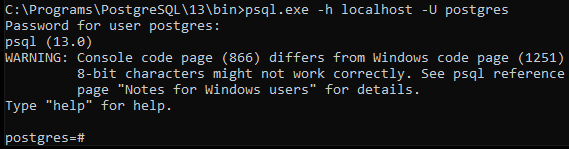 C:\Programs\PostgreSQL\13\bin>psql.exe -h localhost -U postgres
Password for user postgres:
psql (13.0)
WARNING: Console code page (866) differs from Windows code page (1251)
         8-bit characters might not work correctly. See psql reference
         page "Notes for Windows users" for details.
Type "help" for help.

postgres=#